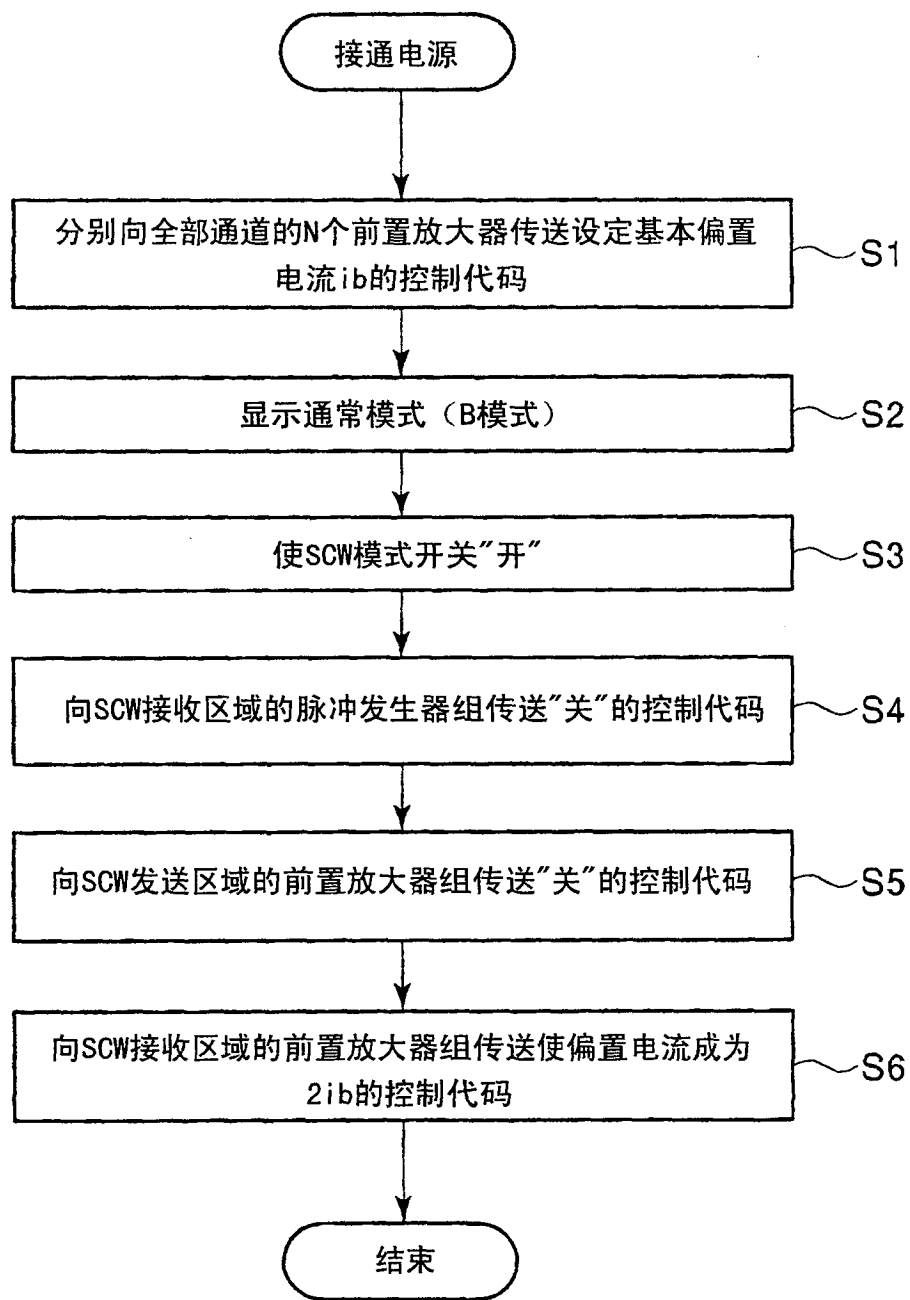 接通电源
分别向全部通道的N个前置放大器传送设定基本偏置
电流ib的控制代码
S1
显示通常模式（B模式）
S2
使SCW模式开关"开"
S3
向SCW接收区域的脉冲发生器组传送"关"的控制代码
S4
向SCW发送区域的前置放大器组传送"关"的控制代码
S5
向SCW接收区域的前置放大器组传送使偏置电流成为
2ib的控制代码
S6
结束